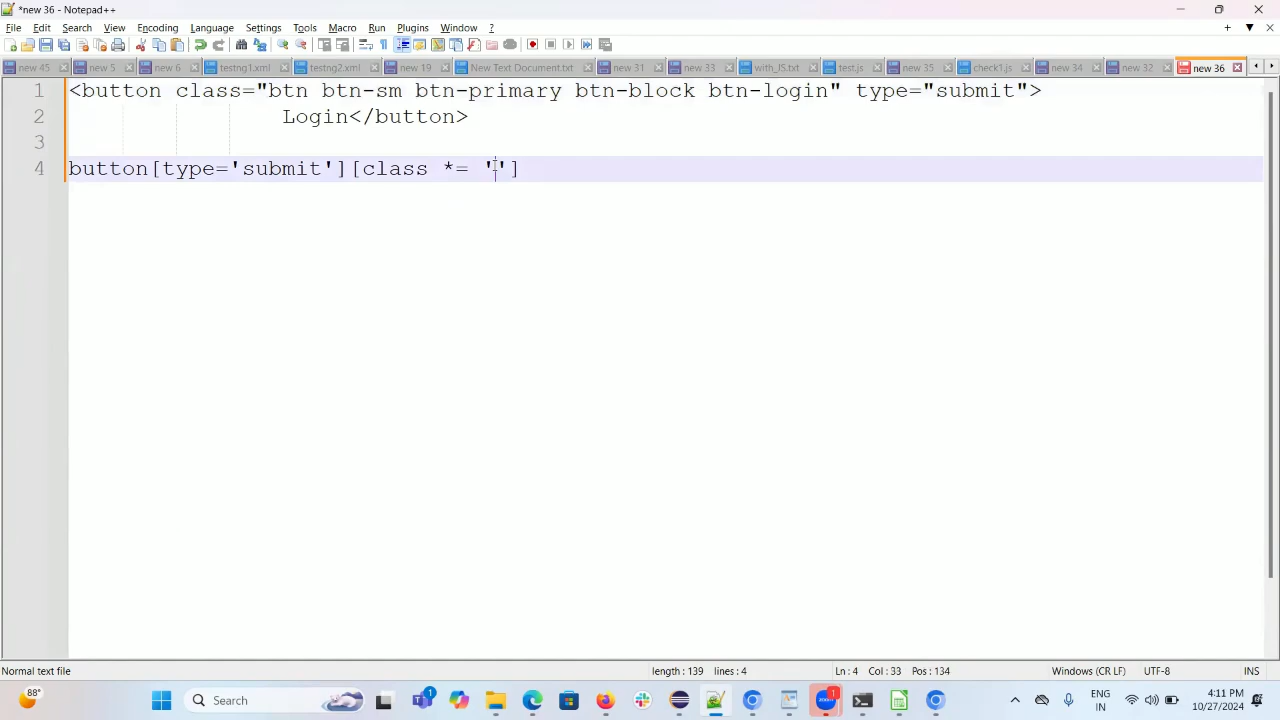 *new 36 - Notepad++
File Edit Search View Encoding Language Settings Tools Macro Run Plugins Window ?
new 45 new 5 new 6 testng1.xml testng2.xml new 19 New Text Document.txt new 31 new 33 with_JS.txt test.js new 35 check1.js new 34 new 32 new 36
1 <button class="btn btn-sm btn-primary btn-block btn-login" type="submit">
2 Login</button>
3
4 button[type='submit'][class *= '']
Normal text file length : 139 lines : 4 Ln : 4 Col : 33 Pos : 134 Windows (CR LF) UTF-8 INS
88° Search 1 1 ENG IN 4:11 PM 10/27/2024